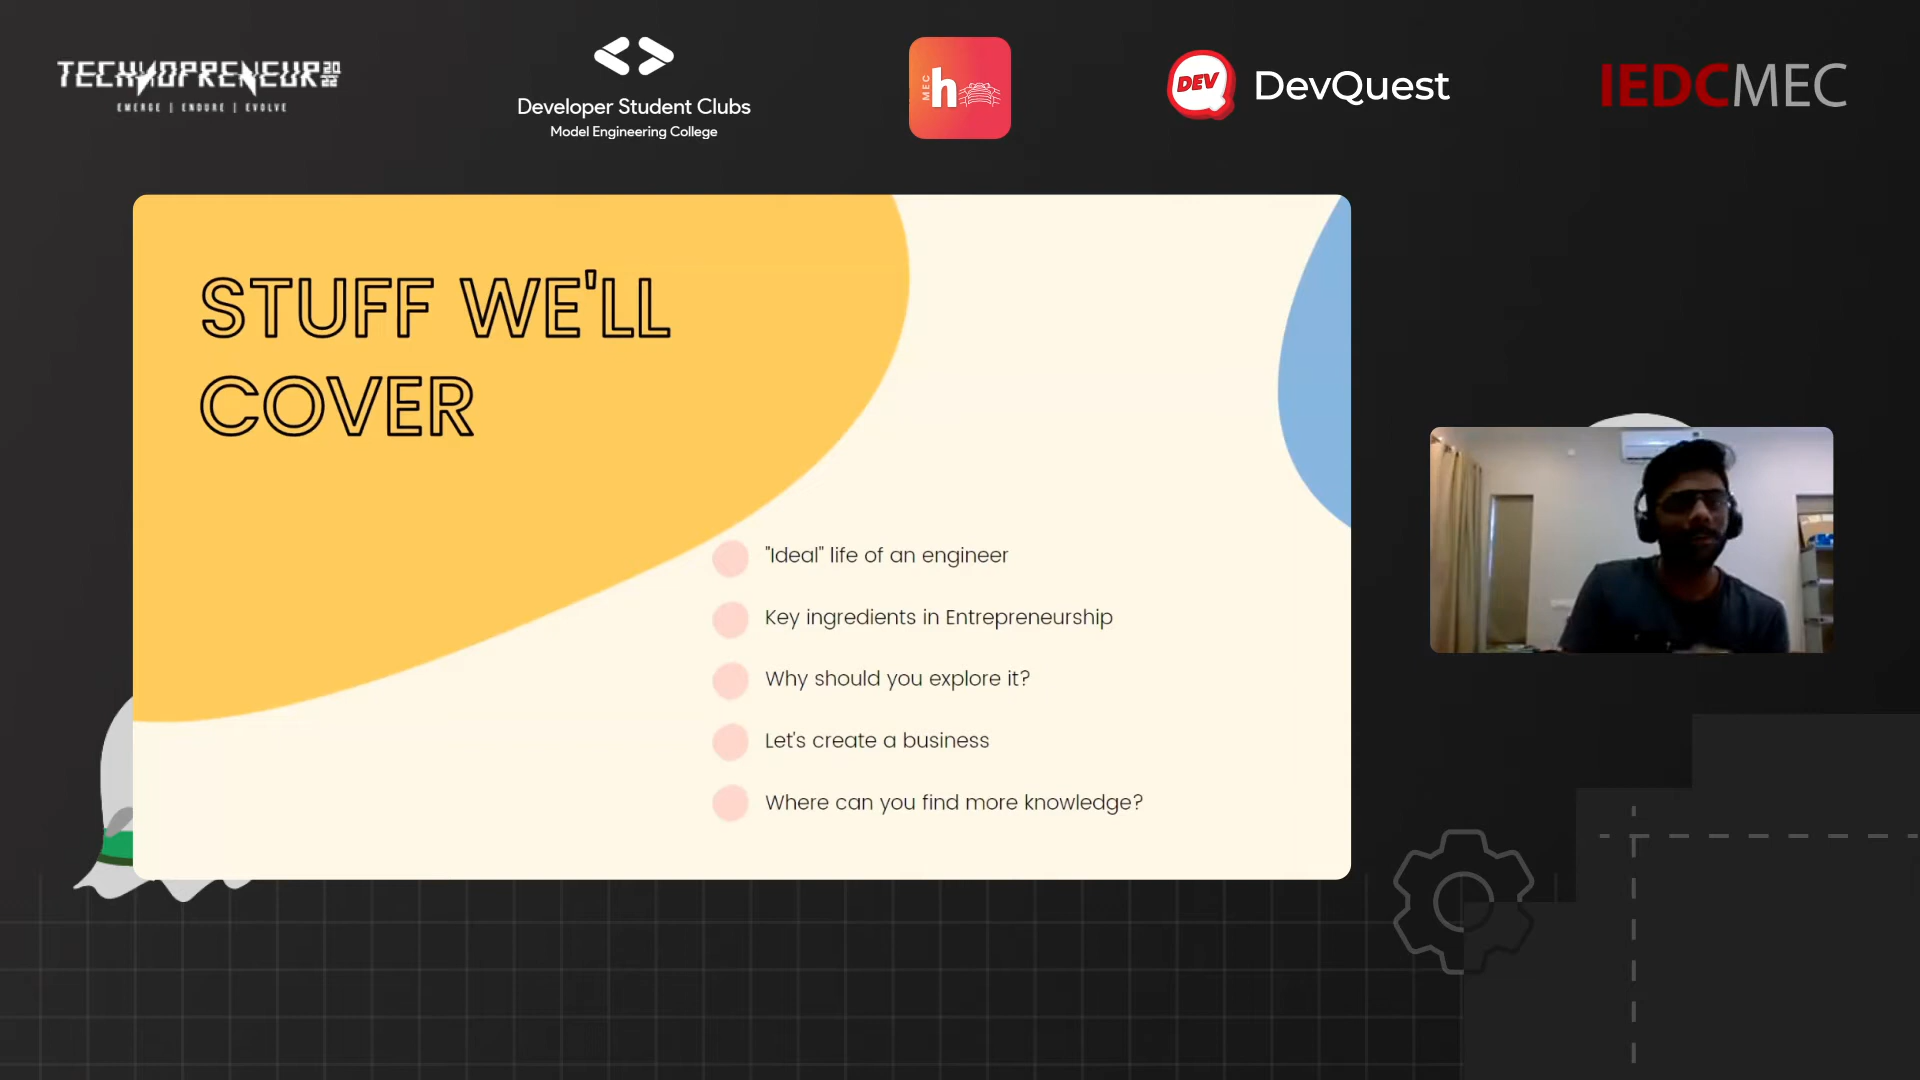 TECHNOPRENEUR 2022
EMERGE | ENDURE | EVOLVE
Developer Student Clubs
Model Engineering College
MEC h
DEV DevQuest
IEDCMEC
STUFF WE'LL
COVER
"Ideal" life of an engineer
Key ingredients in Entrepreneurship
Why should you explore it?
Let's create a business
Where can you find more knowledge?